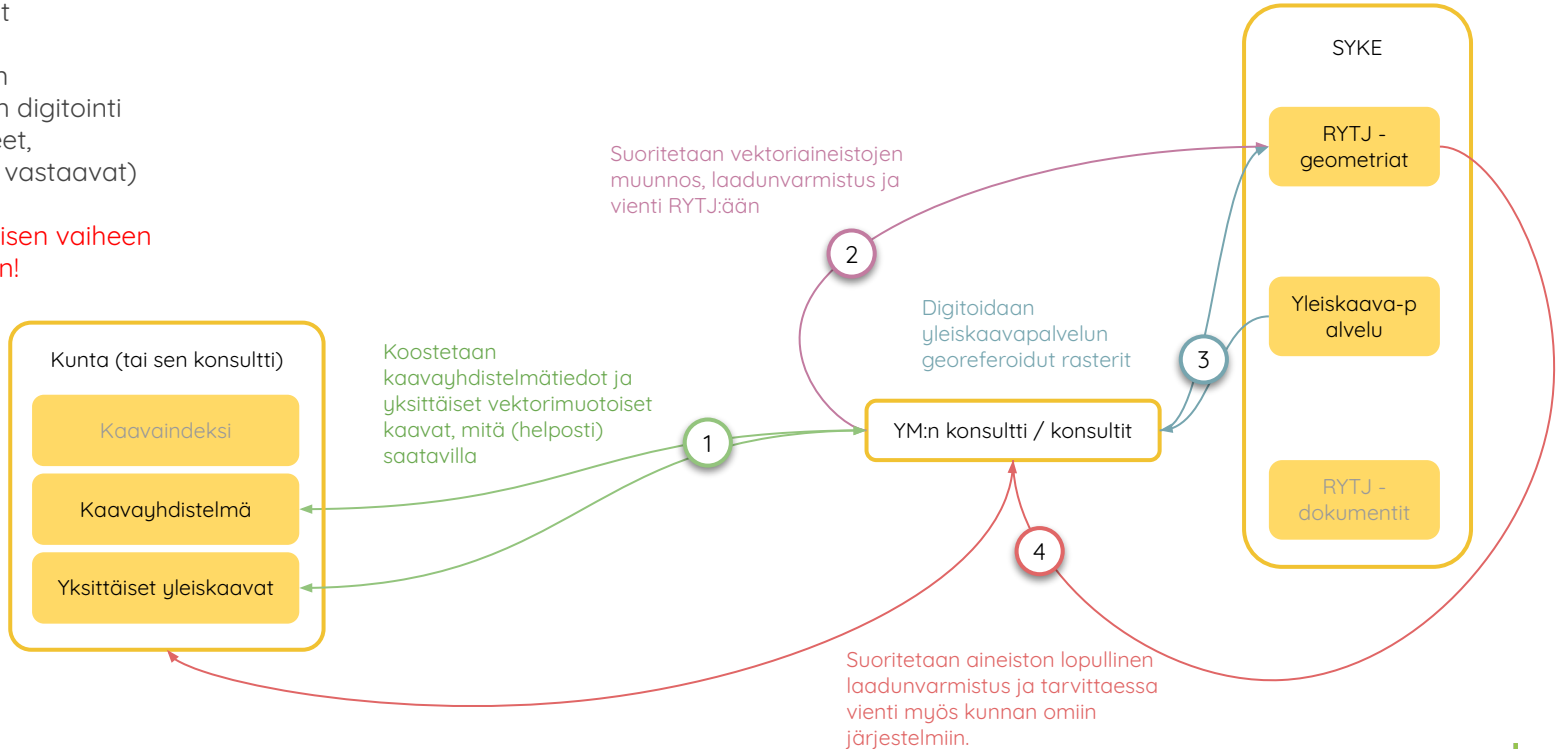 t
n
n digitointi
eet,
vastaavat)
isen vaiheen
n!
SYKE
RYTJ -
geometriat
Suoritetaan vektoriaineistojen
muunnos, laadunvarmistus ja
vienti RYTJ:ään
2
Yleiskaava-p
alvelu
Digitoidaan
yleiskaavapalvelun
georeferoidut rasterit
3
Kunta (tai sen konsultti)
Koostetaan
kaavayhdistelmätiedot ja
yksittäiset vektorimuotoiset
kaavat, mitä (helposti)
saatavilla
1
YM:n konsultti / konsultit
Kaavaindeksi
Kaavayhdistelmä
Yksittäiset yleiskaavat
RYTJ -
dokumentit
4
Suoritetaan aineiston lopullinen
laadunvarmistus ja tarvittaessa
vienti myös kunnan omiin
järjestelmiin.